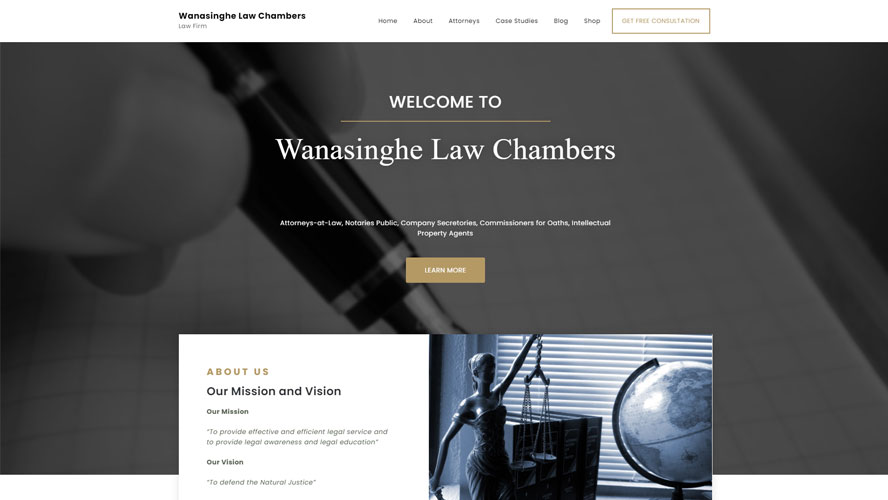 Wanasinghe Law Chambers
Law Firm
Home About Attorneys Case Studies Blog Shop GET FREE CONSULTATION
WELCOME TO
Wanasinghe Law Chambers
Attorneys-at-Law, Notaries Public, Company Secretories, Commissioners for Oaths, Intellectual
Property Agents
LEARN MORE
ABOUT US
Our Mission and Vision
Our Mission
"To provide effective and efficient legal service and
to provide legal awareness and legal education"
Our Vision
"To defend the Natural Justice"